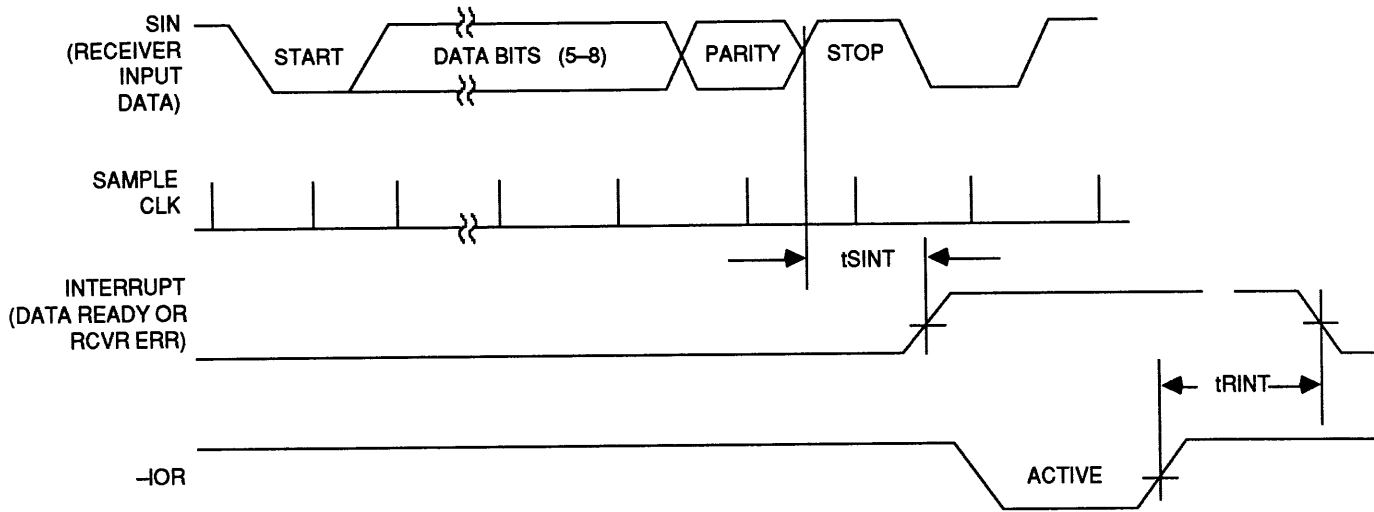 SIN
(RECEIVER
INPUT
DATA)
START
DATA BITS (5–8)
PARITY
STOP
SAMPLE
CLK
tSINT
INTERRUPT
(DATA READY OR
RCVR ERR)
tRINT
–IOR
ACTIVE